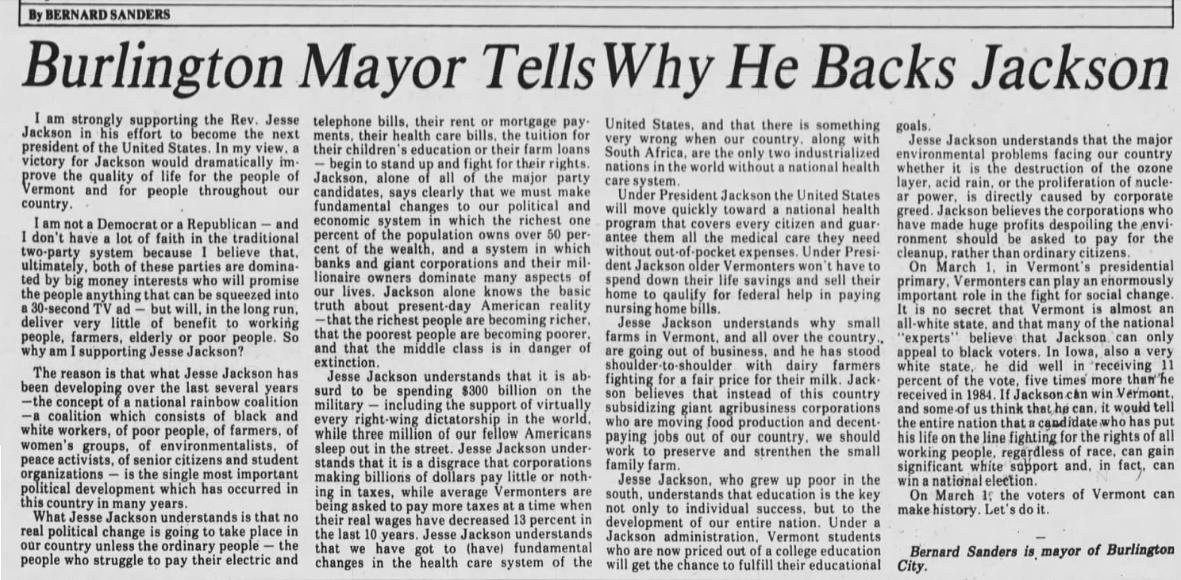 By BERNARD SANDERS
Burlington Mayor Tells Why He Backs Jackson
I am strongly supporting the Rev. Jesse
Jackson in his effort to become the next
president of the United States. In my view, a
victory for Jackson would dramatically im-
prove the quality of life for the people of
Vermont and for people throughout our
country.
I am not a Democrat or a Republican — and
I don't have a lot of faith in the traditional
two-party system because I believe that,
ultimately, both of these parties are domina-
ted by big money interests who will promise
the people anything that can be squeezed into
a 30-second TV ad — but will, in the long run,
deliver very little of benefit to working
people, farmers, elderly or poor people. So
why am I supporting Jesse Jackson?
The reason is that what Jesse Jackson has
been developing over the last several years
—the concept of a national rainbow coalition
—a coalition which consists of black and
white workers, of poor people, of farmers, of
women's groups, of environmentalists, of
peace activists, of senior citizens and student
organizations — is the single most important
political development which has occurred in
this country in many years.
What Jesse Jackson understands is that no
real political change is going to take place in
our country unless the ordinary people — the
people who struggle to pay their electric and
telephone bills, their rent or mortgage pay-
ments, their health care bills, the tuition for
their children's education or their farm loans
— begin to stand up and fight for their rights.
Jackson, alone of all of the major party
candidates, says clearly that we must make
fundamental changes to our political and
economic system in which the richest one
percent of the population owns over 50 per-
cent of the wealth, and a system in which
banks and giant corporations and their mil-
lionaire owners dominate many aspects of
our lives. Jackson alone knows the basic
truth about present-day American reality
—that the richest people are becoming richer,
that the poorest people are becoming poorer,
and that the middle class is in danger of
extinction.
Jesse Jackson understands that it is ab-
surd to be spending $300 billion on the
military — including the support of virtually
every right-wing dictatorship in the world,
while three million of our fellow Americans
sleep out in the street. Jesse Jackson under-
stands that it is a disgrace that corporations
making billions of dollars pay little or noth-
ing in taxes, while average Vermonters are
being asked to pay more taxes at a time when
their real wages have decreased 13 percent in
the last 10 years. Jesse Jackson understands
that we have got to (have) fundamental
changes in the health care system of the
United States, and that there is something
very wrong when our country, along with
South Africa, are the only two industrialized
nations in the world without a national health
care system.
Under President Jackson the United States
will move quickly toward a national health
program that covers every citizen and guar-
antee them all the medical care they need
without out-of-pocket expenses. Under Presi-
dent Jackson older Vermonters won't have to
spend down their life savings and sell their
home to qaulify for federal help in paying
nursing home bills.
Jesse Jackson understands why small
farms in Vermont, and all over the country,
are going out of business, and he has stood
shoulder-to-shoulder with dairy farmers
fighting for a fair price for their milk. Jack-
son believes that instead of this country
subsidizing giant agribusiness corporations
who are moving food production and decent-
paying jobs out of our country, we should
work to preserve and strenthen the small
family farm.
Jesse Jackson, who grew up poor in the
south, understands that education is the key
not only to individual success, but to the
development of our entire nation. Under a
Jackson administration, Vermont students
who are now priced out of a college education
will get the chance to fulfill their educational
goals.
Jesse Jackson understands that the major
environmental problems facing our country
whether it is the destruction of the ozone
layer, acid rain, or the proliferation of nucle-
ar power, is directly caused by corporate
greed. Jackson believes the corporations who
have made huge profits despoiling the envi-
ronment should be asked to pay for the
cleanup, rather than ordinary citizens.
On March 1, in Vermont's presidential
primary, Vermonters can play an enormously
important role in the fight for social change.
It is no secret that Vermont is almost an
all-white state, and that many of the national
"experts" believe that Jackson can only
appeal to black voters. In Iowa, also a very
white state, he did well in receiving 11
percent of the vote, five times more than he
received in 1984. If Jackson can win Vermont,
and some of us think that he can, it would tell
the entire nation that a candidate who has put
his life on the line fighting for the rights of all
working people, regardless of race, can gain
significant white support and, in fact, can
win a national election.
On March 1, the voters of Vermont can
make history. Let's do it.
—
Bernard Sanders is mayor of Burlington
City.